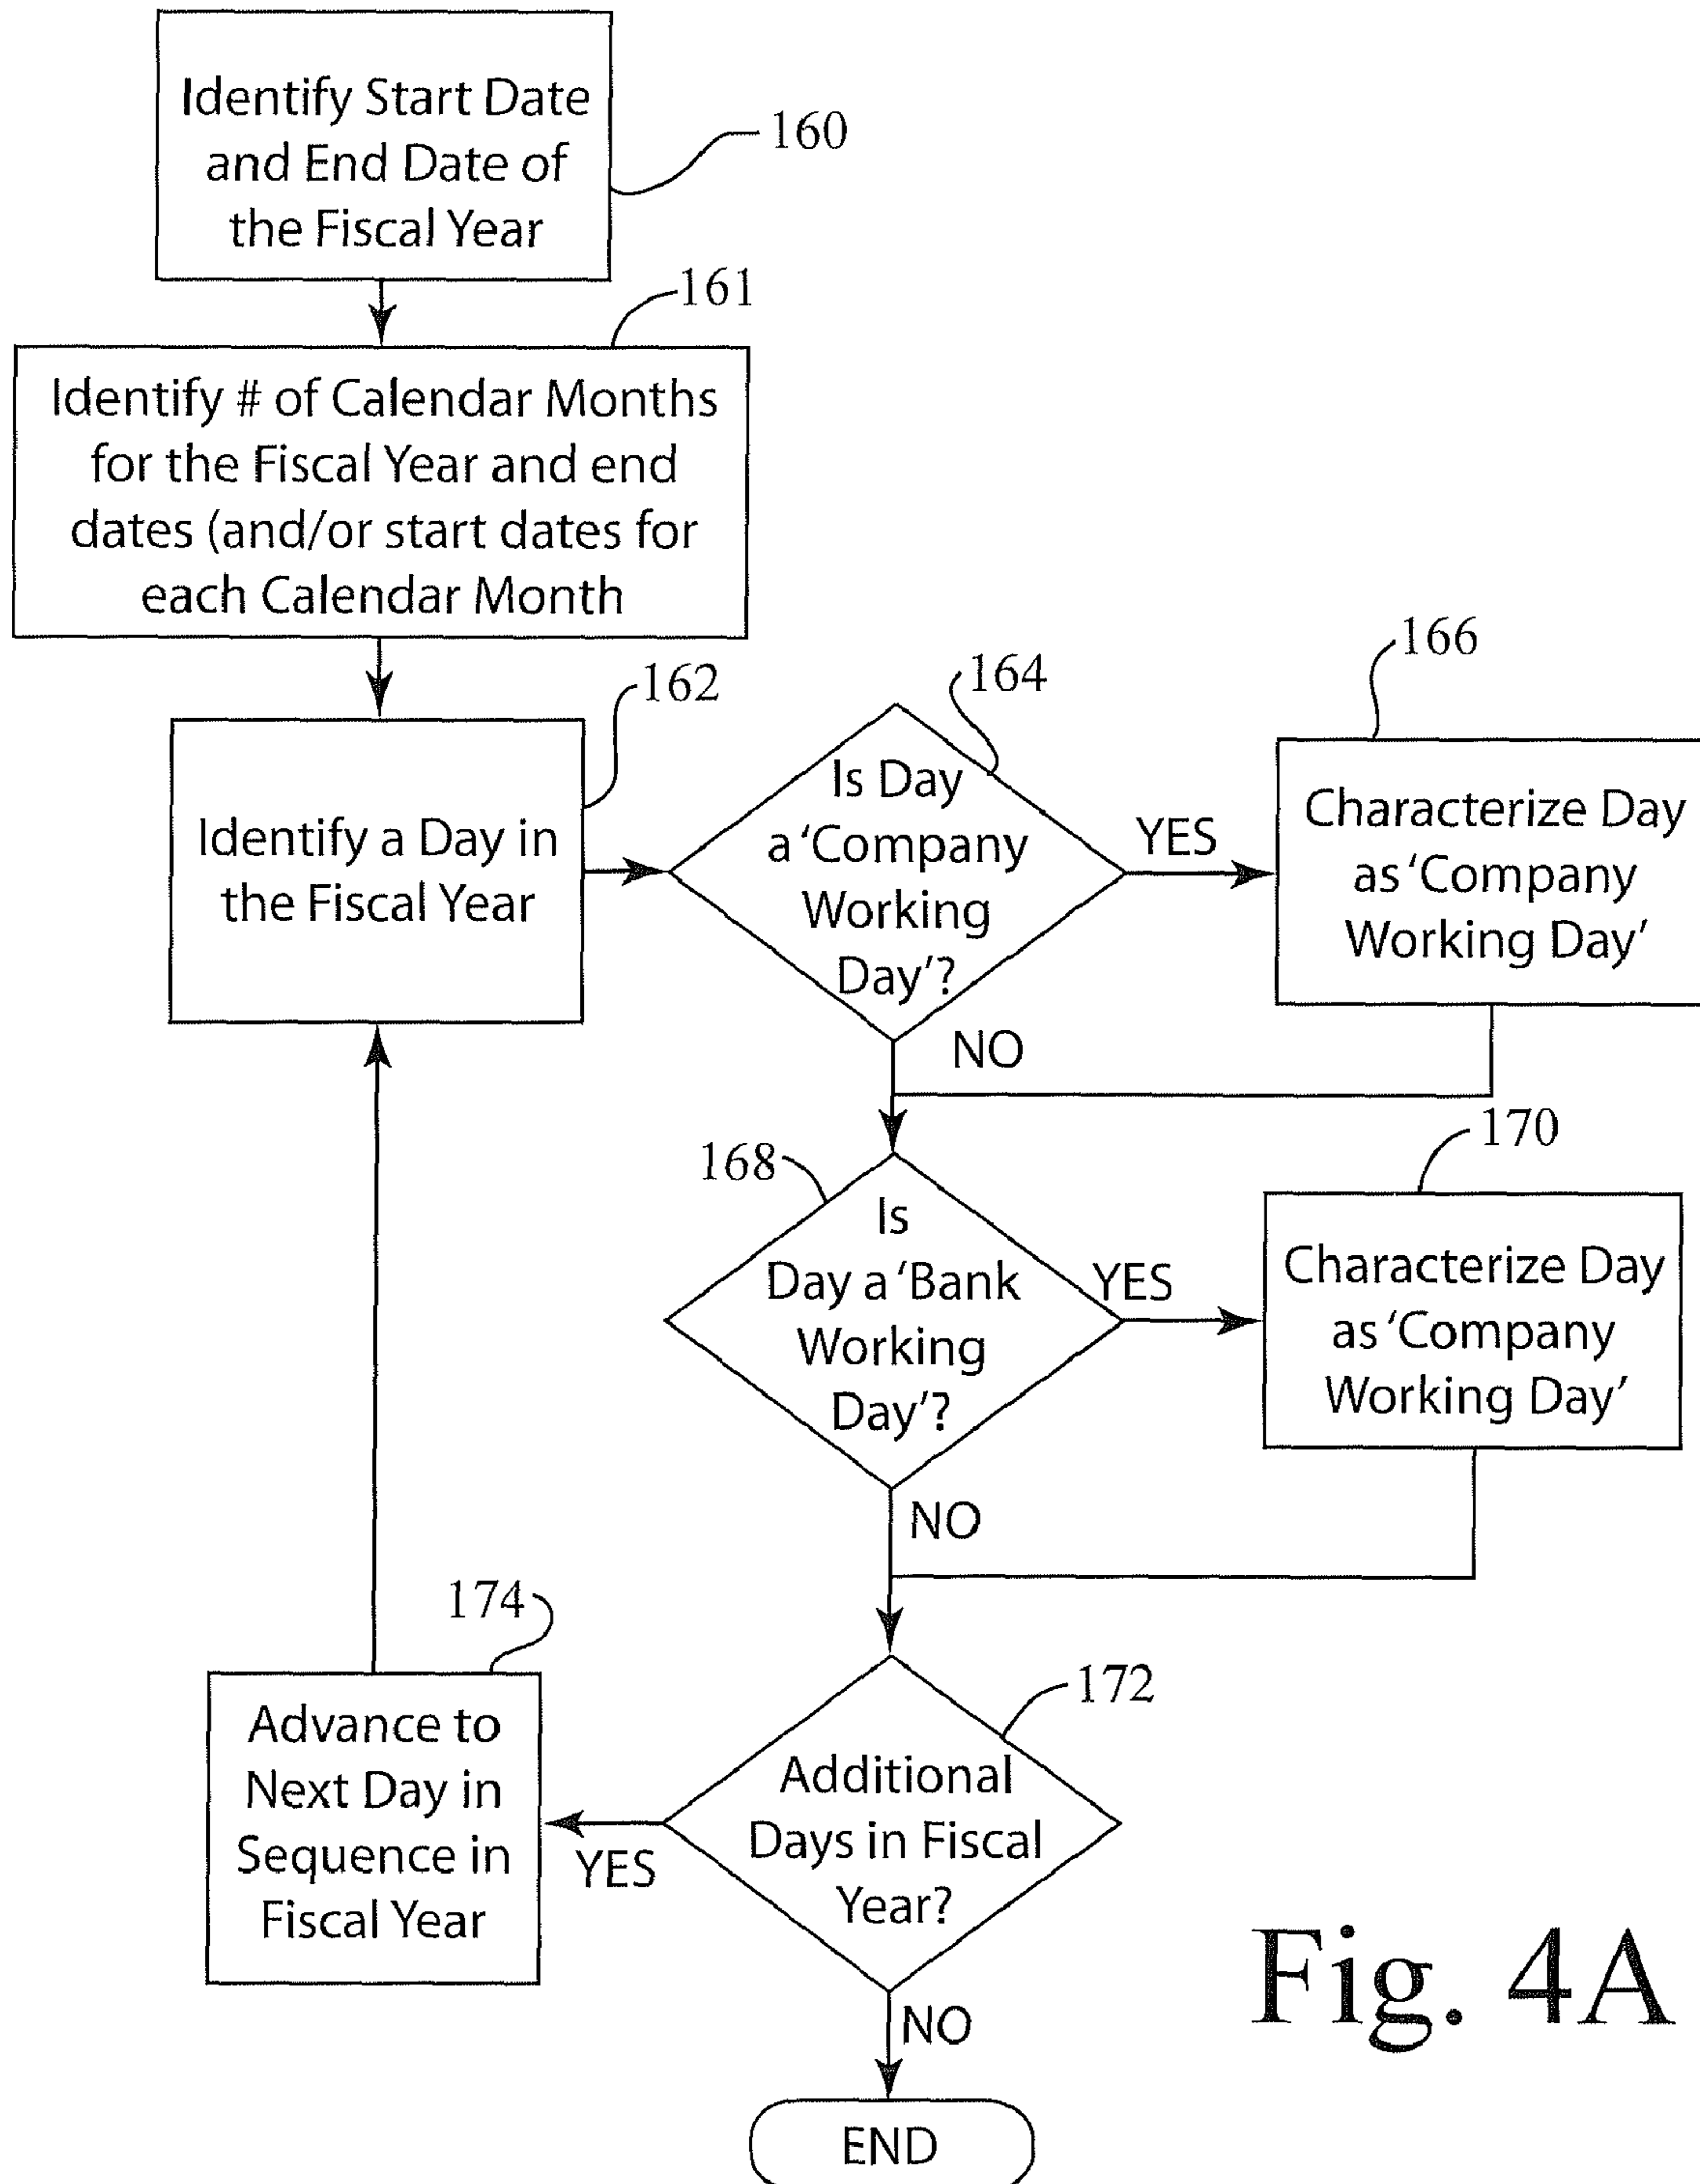 Identify Start Date
and End Date of
the Fiscal Year
160
161
Identify # of Calendar Months
for the Fiscal Year and end
dates (and/or start dates for
each Calendar Month
162
Identify a Day in
the Fiscal Year
164
Is Day
a ‘Company
Working
Day’?
YES
NO
166
Characterize Day
as ‘Company
Working Day’
168
Is
Day a ‘Bank
Working
Day’?
YES
NO
170
Characterize Day
as ‘Company
Working Day’
172
Additional
Days in Fiscal
Year?
YES
NO
174
Advance to
Next Day in
Sequence in
Fiscal Year
END
Fig. 4A